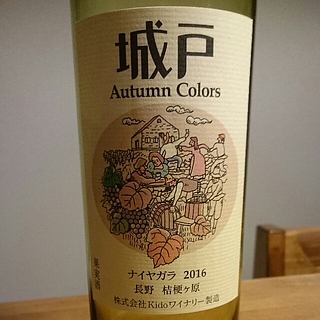 城戸
Autumn Colors
ナイヤガラ 2016
長野 桔梗ヶ原
株式会社Kidoワイナリー製造
果実酒